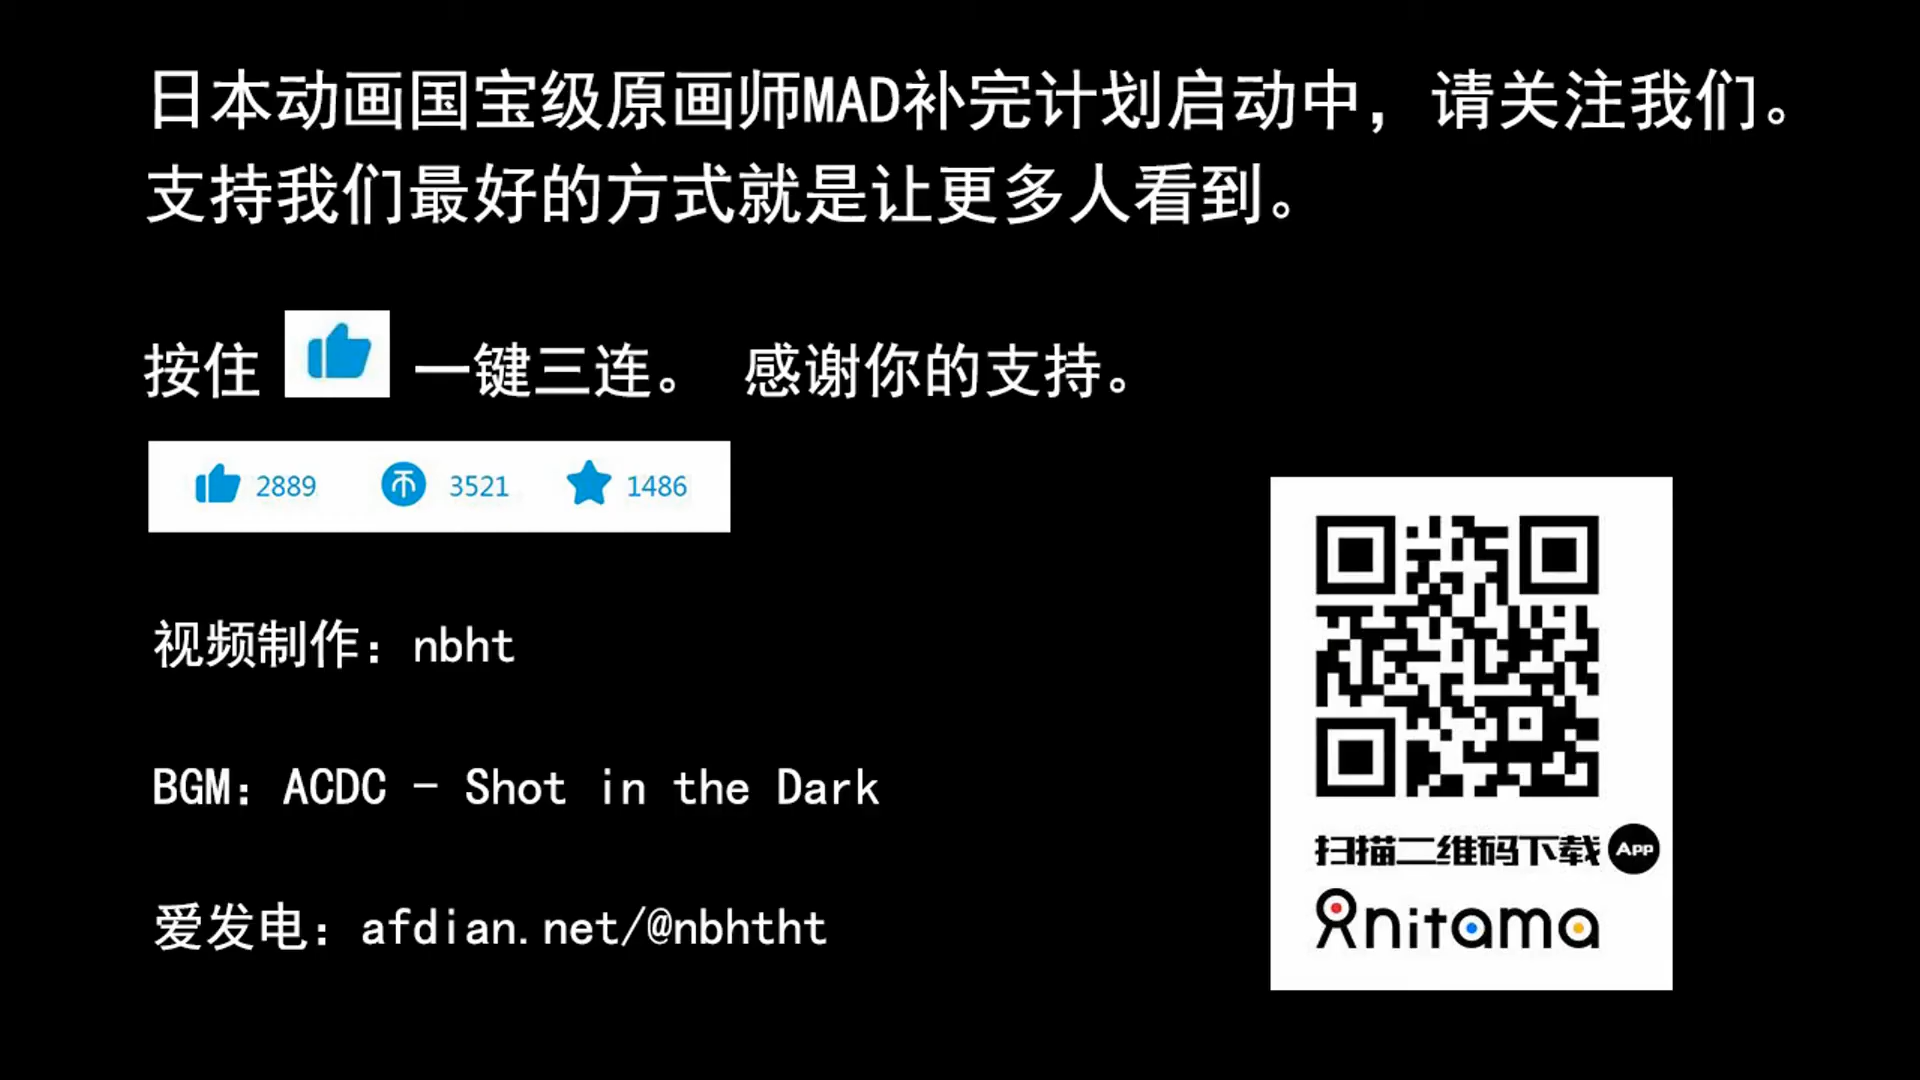 日本动画国宝级原画师MAD补完计划启动中，请关注我们。
支持我们最好的方式就是让更多人看到。
按住 一键三连。 感谢你的支持。
2889 3521 1486
视频制作：nbht
BGM：ACDC - Shot in the Dark
爱发电：afdian.net/@nbhtht
扫描二维码下载 APP
Anitama